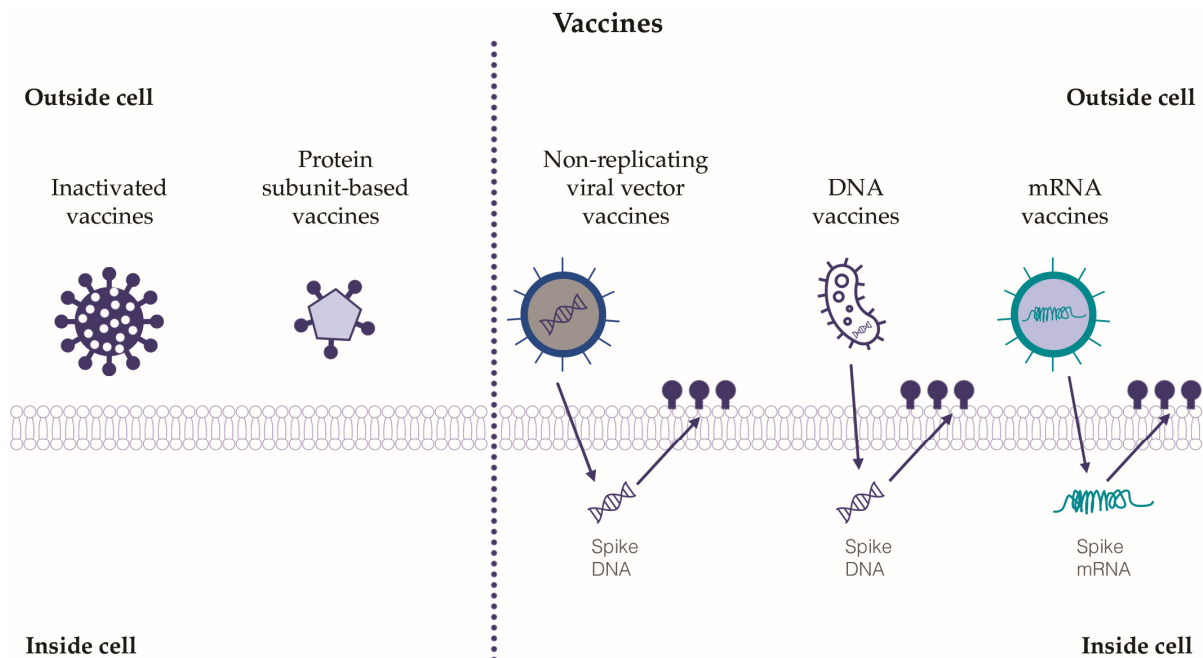 Vaccines
Outside cell
Outside cell
Inactivated
vaccines
Protein
subunit-based
vaccines
Non-replicating
viral vector
vaccines
DNA
vaccines
mRNA
vaccines
Spike
DNA
Spike
DNA
Spike
mRNA
Inside cell
Inside cell